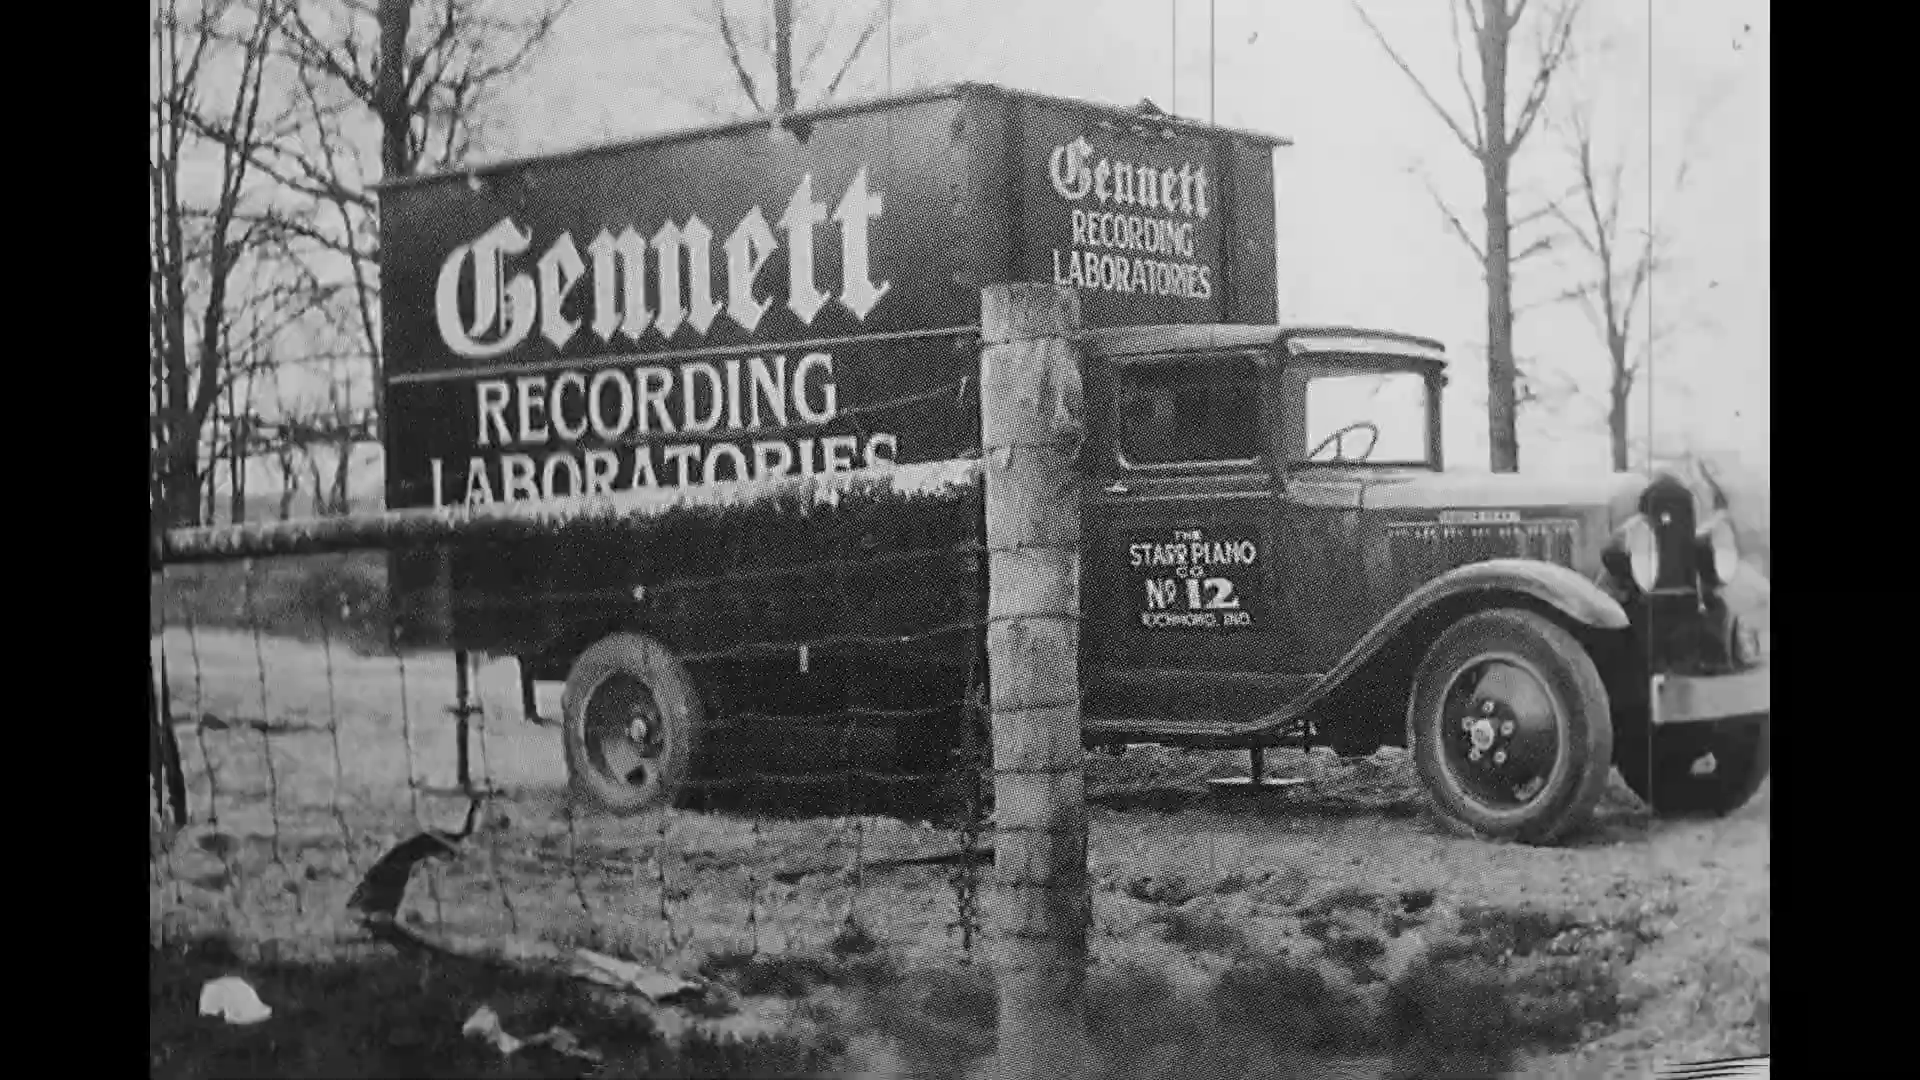 Gennett
RECORDING
LABORATORIES
Gennett
RECORDING
LABORATORIES
THE
STARR PIANO
CO.
No 12
RICHMOND, IND.